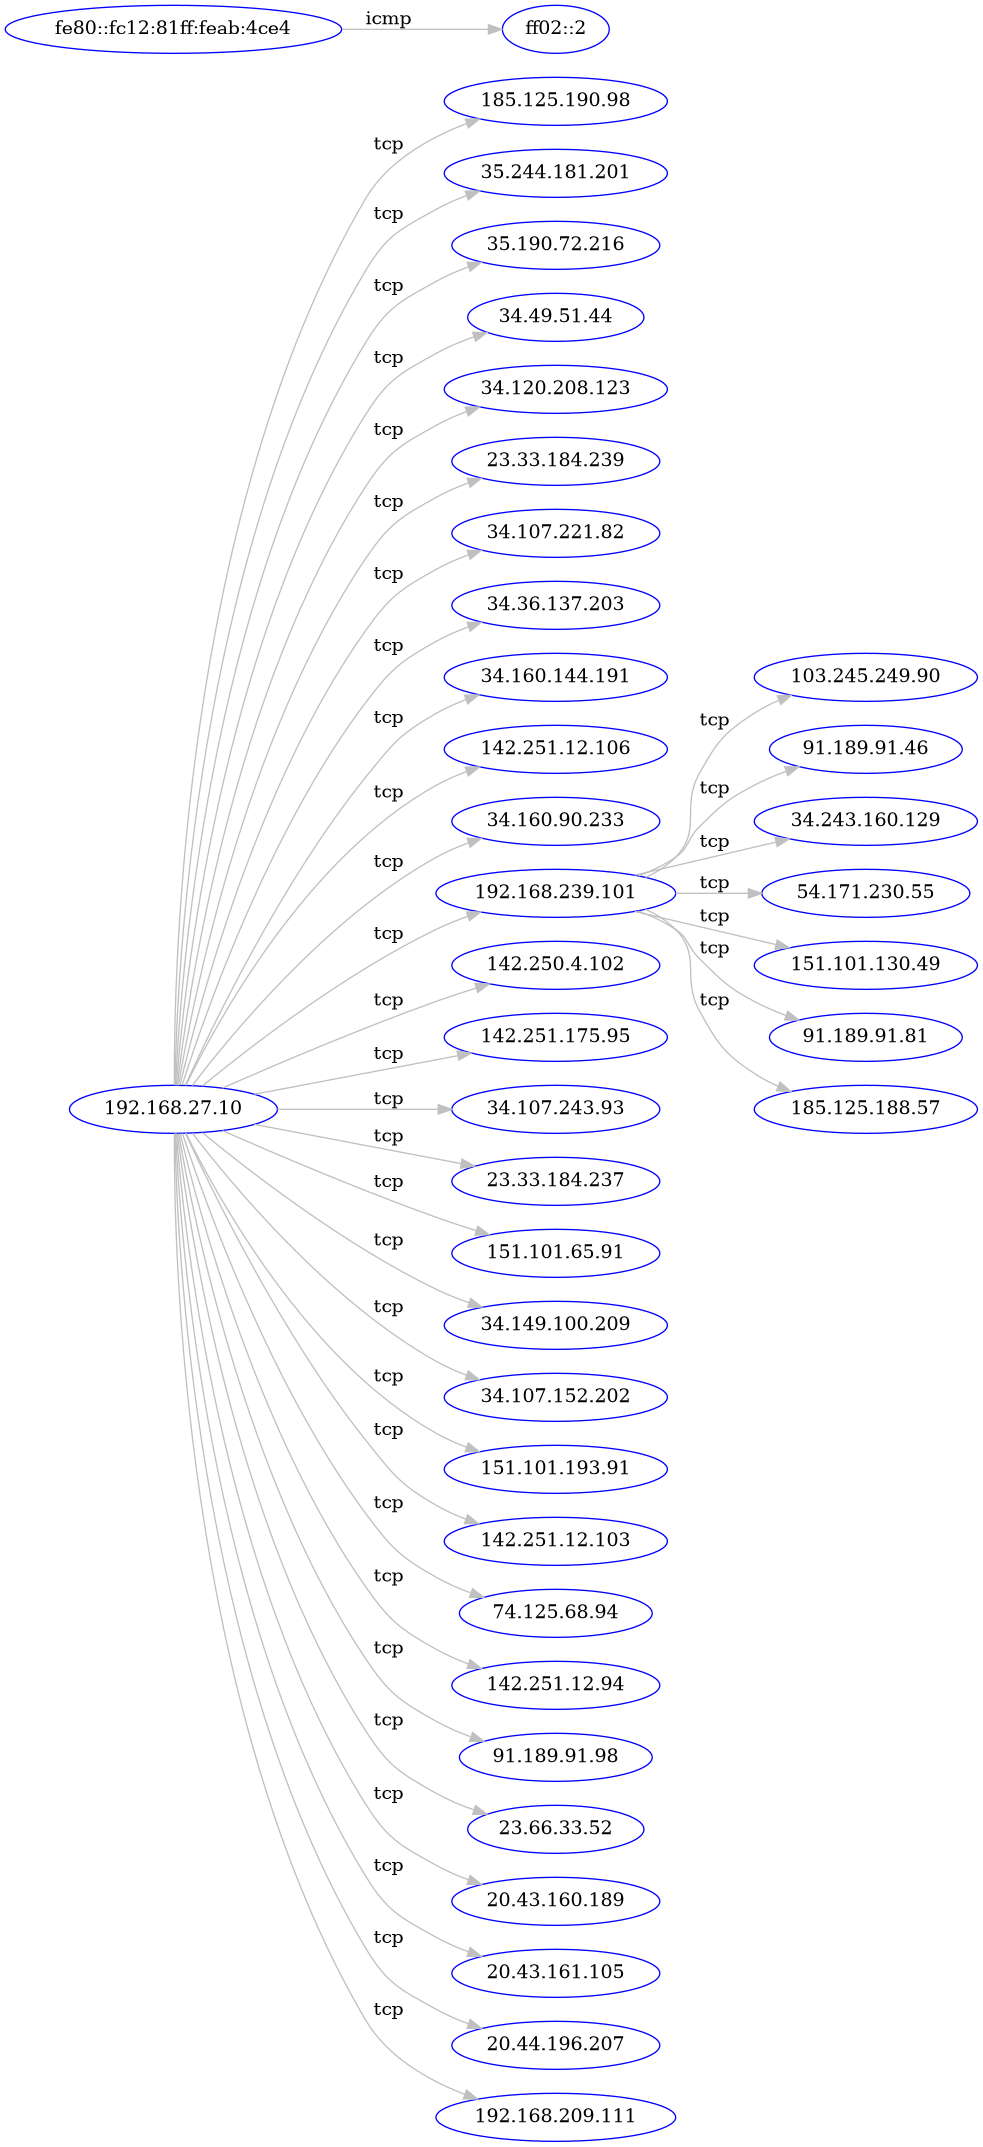 fe80::fc12:81ff:feab:4ce4
icmp
ff02::2
185.125.190.98
tcp
35.244.181.201
tcp
35.190.72.216
tcp
34.49.51.44
tcp
34.120.208.123
tcp
23.33.184.239
tcp
34.107.221.82
tcp
34.36.137.203
tcp
34.160.144.191
tcp
142.251.12.106
tcp
34.160.90.233
tcp
192.168.239.101
tcp
142.250.4.102
tcp
142.251.175.95
tcp
192.168.27.10
tcp
34.107.243.93
tcp
23.33.184.237
tcp
151.101.65.91
tcp
34.149.100.209
tcp
34.107.152.202
tcp
151.101.193.91
tcp
142.251.12.103
tcp
74.125.68.94
tcp
142.251.12.94
tcp
91.189.91.98
tcp
23.66.33.52
tcp
20.43.160.189
tcp
20.43.161.105
tcp
20.44.196.207
tcp
192.168.209.111
103.245.249.90
tcp
91.189.91.46
tcp
34.243.160.129
tcp
tcp
54.171.230.55
tcp
151.101.130.49
tcp
91.189.91.81
tcp
185.125.188.57